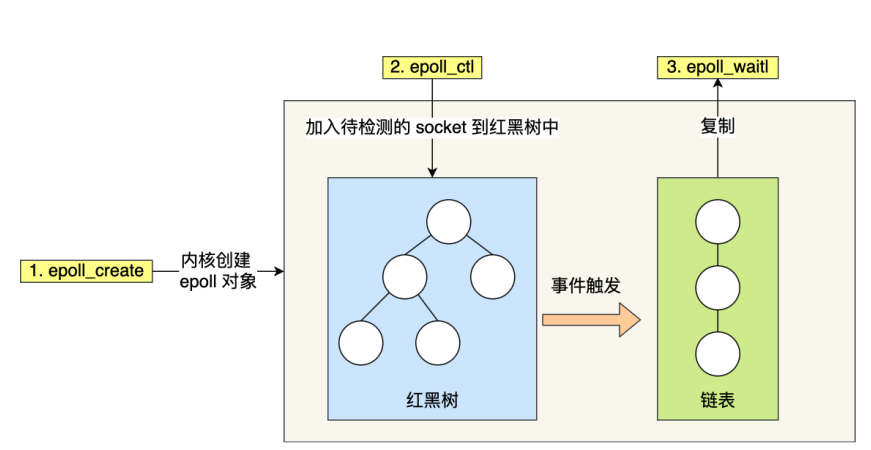 2. epoll_ctl
3. epoll_waitl
加入待检测的 socket 到红黑树中
复制
1. epoll_create
内核创建
epoll 对象
事件触发
红黑树
链表